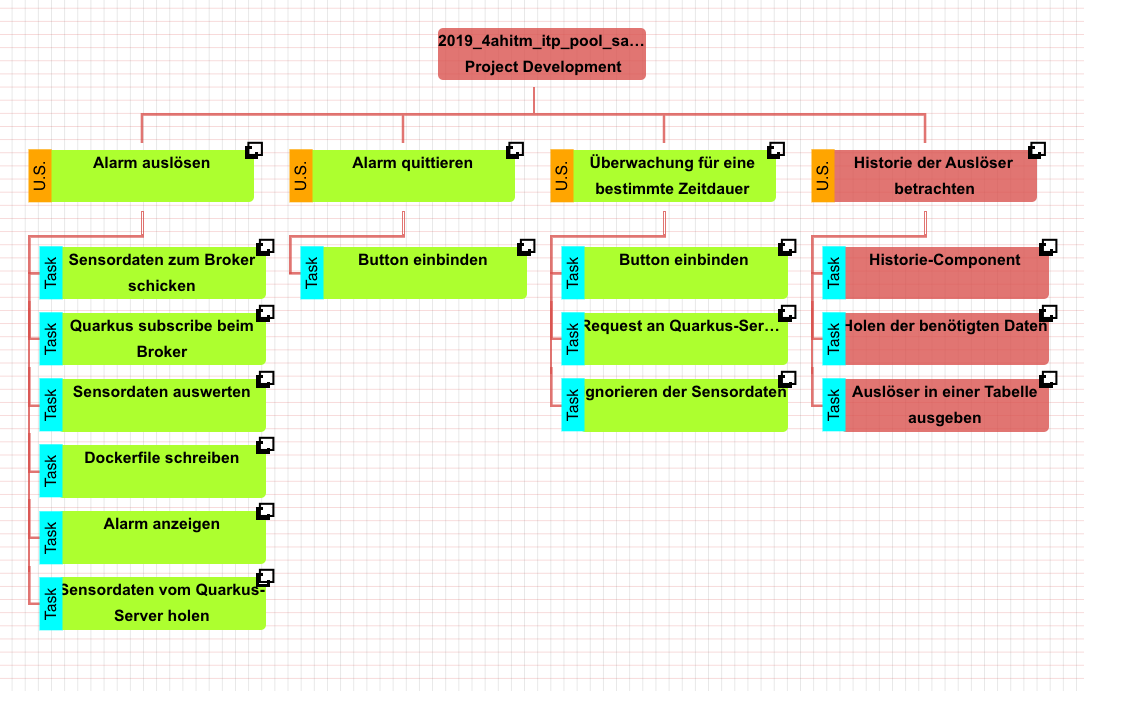 2019_4ahitm_itp_pool_sa...
Project Development
U.S.
Alarm auslösen
U.S.
Alarm quittieren
U.S.
Überwachung für eine
bestimmte Zeitdauer
U.S.
Historie der Auslöser
betrachten
Task
Sensordaten zum Broker
schicken
Task
Quarkus subscribe beim
Broker
Task
Sensordaten auswerten
Task
Dockerfile schreiben
Task
Alarm anzeigen
Task
Sensordaten vom Quarkus-
Server holen
Task
Button einbinden
Task
Button einbinden
Task
Request an Quarkus-Ser...
Task
gnorieren der Sensordaten
Task
Historie-Component
Task
Holen der benötigten Daten
Task
Auslöser in einer Tabelle
ausgeben